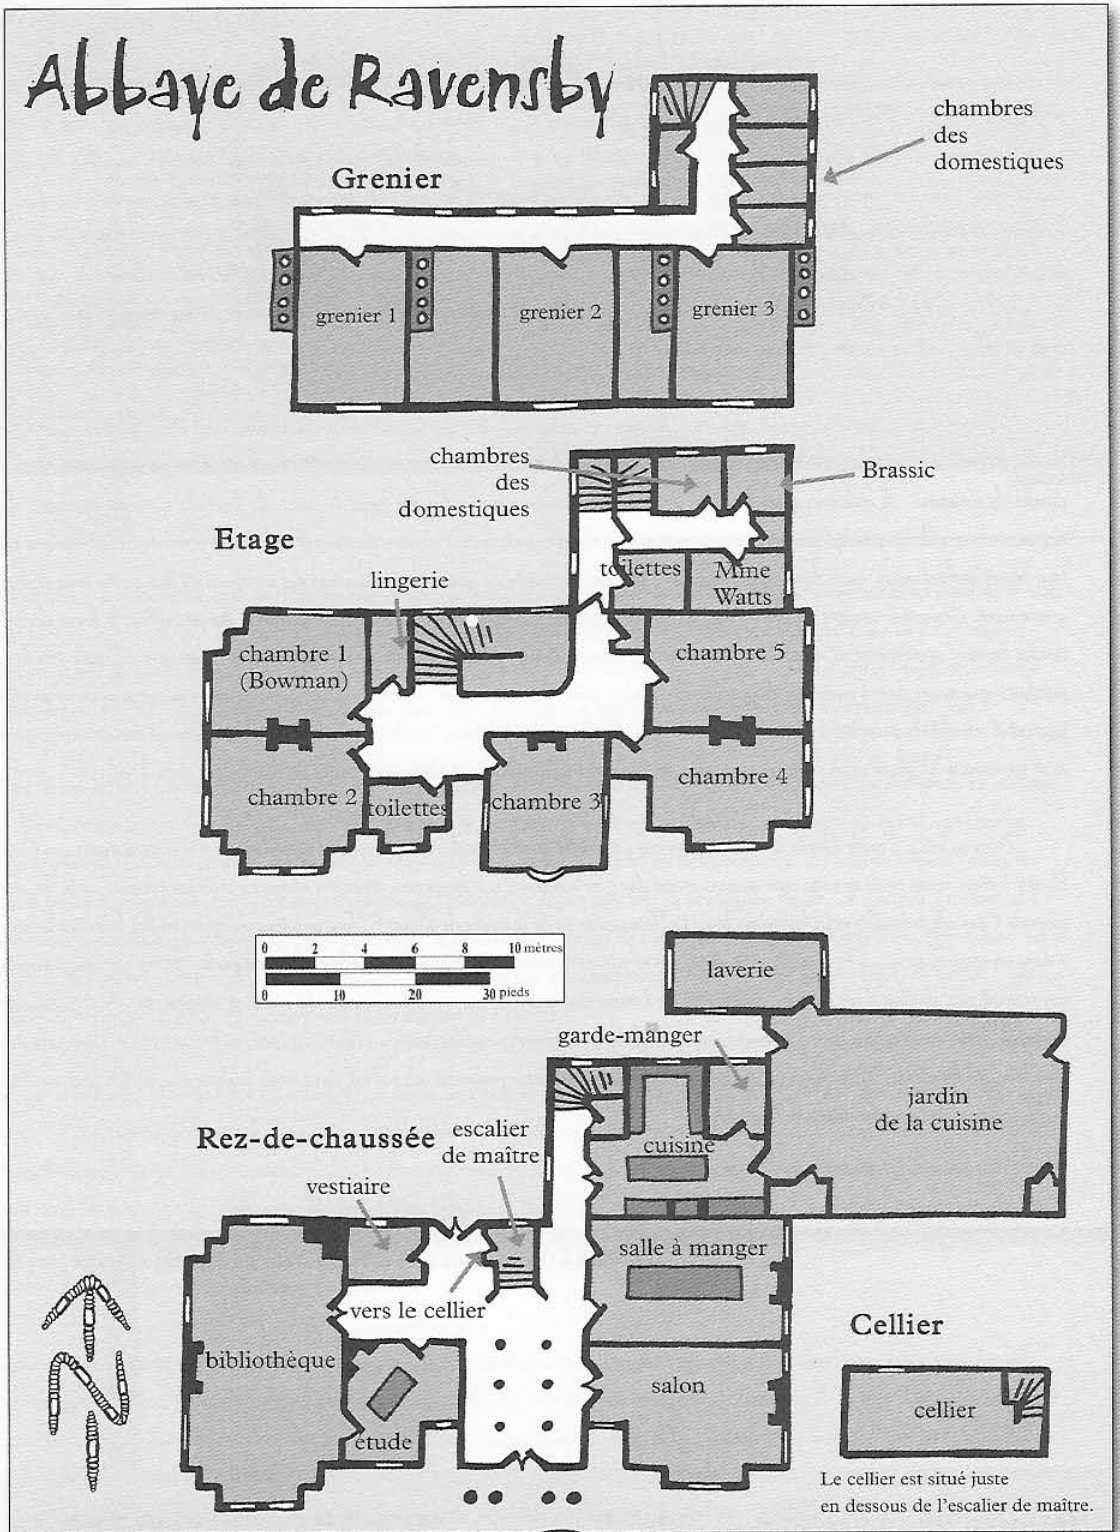 Abbaye de Ravensby
chambres
des
domestiques
Grenier
grenier 1
grenier 2
grenier 3
chambres
des
domestiques
Brassic
Etage
toilettes
Mme
Watts
lingerie
chambre 1
(Bowman)
chambre 5
chambre 2
toilettes
chambre 3
chambre 4
0 2 4 6 8 10 mètres
0 10 20 30 pieds
laverie
garde-manger
jardin
de la cuisine
Rez-de-chaussée
escalier
de maître
cuisine
vestiaire
salle à manger
vers le cellier
Cellier
bibliothèque
salon
cellier
étude
N
Le cellier est situé juste
en dessous de l'escalier de maître.